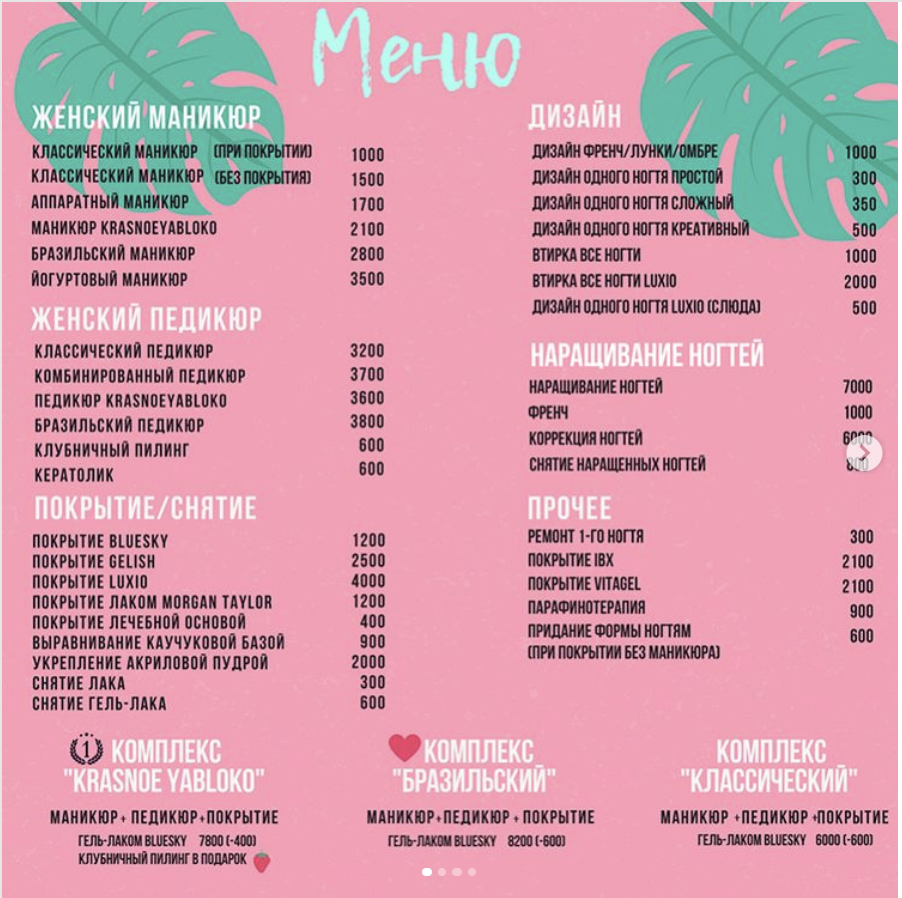 Меню
ЖЕНСКИЙ МАНИКЮР
КЛАССИЧЕСКИЙ МАНИКЮР (ПРИ ПОКРЫТИИ) 1000
КЛАССИЧЕСКИЙ МАНИКЮР (БЕЗ ПОКРЫТИЯ) 1500
АППАРАТНЫЙ МАНИКЮР 1700
МАНИКЮР KRASNOEYABLOKO 2100
БРАЗИЛЬСКИЙ МАНИКЮР 2800
ЙОГУРТОВЫЙ МАНИКЮР 3500
ЖЕНСКИЙ ПЕДИКЮР
КЛАССИЧЕСКИЙ ПЕДИКЮР 3200
КОМБИНИРОВАННЫЙ ПЕДИКЮР 3700
ПЕДИКЮР KRASNOEYABLOKO 3600
БРАЗИЛЬСКИЙ ПЕДИКЮР 3800
КЛУБНИЧНЫЙ ПИЛИНГ 600
КЕРАТОЛИК 600
ПОКРЫТИЕ/СНЯТИЕ
ПОКРЫТИЕ BLUESKY 1200
ПОКРЫТИЕ GELISH 2500
ПОКРЫТИЕ LUXIO 4000
ПОКРЫТИЕ ЛАКОМ MORGAN TAYLOR 1200
ПОКРЫТИЕ ЛЕЧЕБНОЙ ОСНОВОЙ 400
ВЫРАВНИВАНИЕ КАУЧУКОВОЙ БАЗОЙ 900
УКРЕПЛЕНИЕ АКРИЛОВОЙ ПУДРОЙ 2000
СНЯТИЕ ЛАКА 300
СНЯТИЕ ГЕЛЬ-ЛАКА 600
ДИЗАЙН
ДИЗАЙН ФРЕНЧ/ЛУНКИ/ОМБРЕ 1000
ДИЗАЙН ОДНОГО НОГТЯ ПРОСТОЙ 300
ДИЗАЙН ОДНОГО НОГТЯ СЛОЖНЫЙ 350
ДИЗАЙН ОДНОГО НОГТЯ КРЕАТИВНЫЙ 500
ВТИРКА ВСЕ НОГТИ 1000
ВТИРКА ВСЕ НОГТИ LUXIO 2000
ДИЗАЙН ОДНОГО НОГТЯ LUXIO (СЛЮДА) 500
НАРАЩИВАНИЕ НОГТЕЙ
НАРАЩИВАНИЕ НОГТЕЙ 7000
ФРЕНЧ 1000
КОРРЕКЦИЯ НОГТЕЙ 6000
СНЯТИЕ НАРАЩЕННЫХ НОГТЕЙ 800
ПРОЧЕЕ
РЕМОНТ 1-ГО НОГТЯ 300
ПОКРЫТИЕ IBX 2100
ПОКРЫТИЕ VITAGEL 2100
ПАРАФИНОТЕРАПИЯ 900
ПРИДАНИЕ ФОРМЫ НОГТЯМ 600
(ПРИ ПОКРЫТИИ БЕЗ МАНИКЮРА)
1 КОМПЛЕКС
"KRASNOE YABLOKO"
МАНИКЮР+ ПЕДИКЮР+ПОКРЫТИЕ
ГЕЛЬ-ЛАКОМ BLUESKY 7800 (-400)
КЛУБНИЧНЫЙ ПИЛИНГ В ПОДАРОК
КОМПЛЕКС
"БРАЗИЛЬСКИЙ"
МАНИКЮР+ПЕДИКЮР + ПОКРЫТИЕ
ГЕЛЬ-ЛАКОМ BLUESKY 8200 (-600)
КОМПЛЕКС
"КЛАССИЧЕСКИЙ"
МАНИКЮР +ПЕДИКЮР +ПОКРЫТИЕ
ГЕЛЬ-ЛАКОМ BLUESKY 6000 (-600)